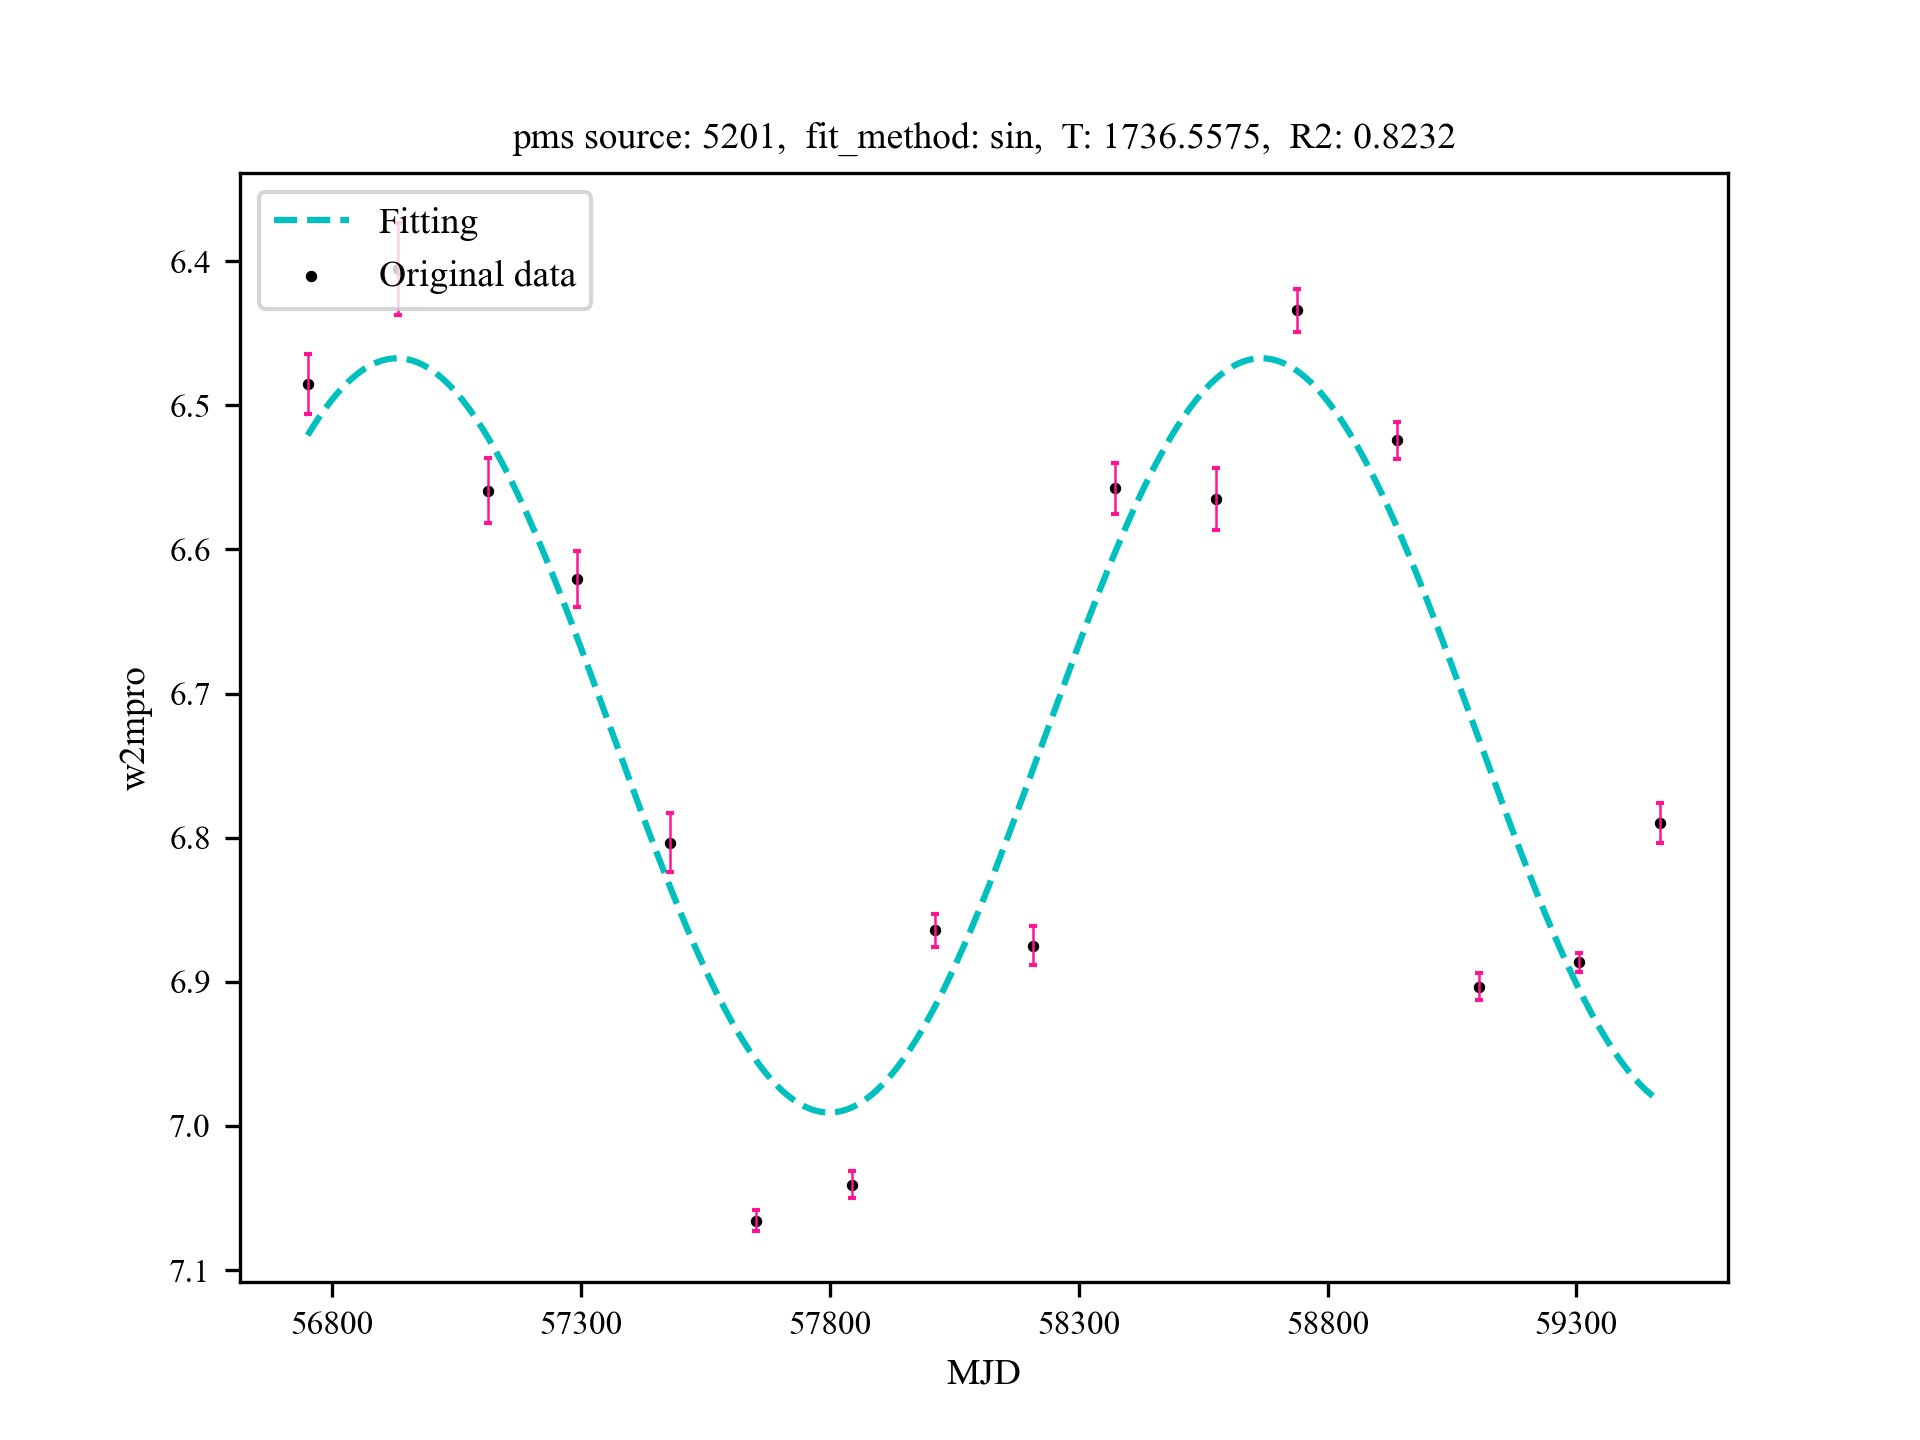 pms source: 5201,  fit_method: sin,  T: 1736.5575,  R2: 0.8232
Fitting
Original data
6.4
6.5
6.6
6.7
6.8
6.9
7.0
7.1
w2mpro
56800
57300
57800
58300
58800
59300
MJD